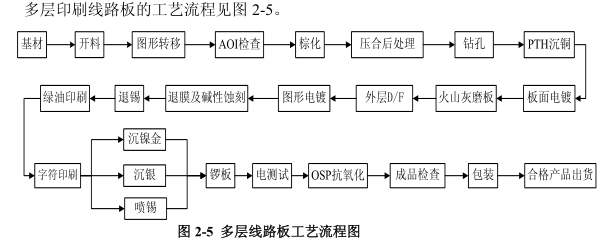 多层印刷线路板的工艺流程见图 2-5。
基材 开料 图形转移 AOI检查 棕化 压合后处理 钻孔 PTH沉铜
绿油印刷 退锡 退膜及碱性蚀刻 图形电镀 外层D/F 火山灰磨板 板面电镀
沉镍金
字符印刷 沉银 锣板 电测试 OSP抗氧化 成品检查 包装 合格产品出货
喷锡
图 2-5 多层线路板工艺流程图